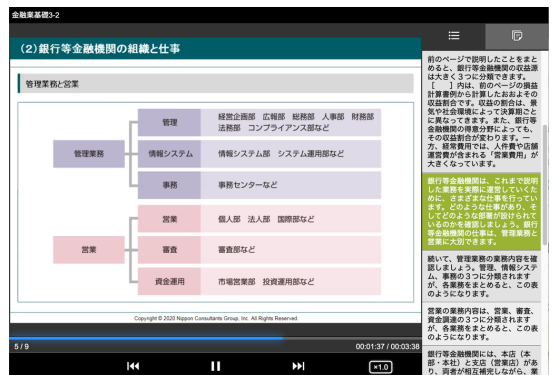 金融業基礎3-2
(2)銀行等金融機関の組織と仕事
管理業務と営業
管理業務
管理
経営企画部 広報部 総務部 人事部 財務部
法務部 コンプライアンス部など
情報システム
情報システム部 システム運用部など
事務
事務センターなど
営業
営業
個人部 法人部 国際部など
審査
審査部など
資金運用
市場営業部 投資運用部など
Copyright © 2020 Nippon Consultants Group, Inc. All Rights Reserved.
5/9
00:01:37 / 00:03:38
×1.0
前のページで説明したことをまと
めると、銀行等金融機関の収益源
は大きく3つに分類できます。
[ ]内は、前のページの損益
計算書例から計算したおおよその
収益割合です。収益の割合は、景
気や社会環境によって決算期ごと
に異なってきます。また、銀行等
金融機関の得意分野によっても、
その収益割合が変わります。一
方、経常費用では、人件費や店舗
運営費が含まれる「営業費用」が
大きくなっています。
銀行等金融機関は、これまで説明
した業務を実際に運営していくた
めに、さまざまな仕事を行ってい
ます。どのような仕事があり、そ
してどのような部署が設けられて
いるのかを確認しましょう。銀行
等金融機関の仕事は、管理業務と
営業に大別できます。
続いて、管理業務の業務内容を確
認しましょう。管理、情報システ
ム、事務の3つに分類されます
が、各業務をまとめると、この表
のようになります。
営業の業務内容は、営業、審査、
資金調達の3つに分類されます
が、各業務をまとめると、この表
のようになります。
銀行等金融機関には、本店(本
部・本社)と支店(営業店)があ
り、両者が相互補完しながら、業